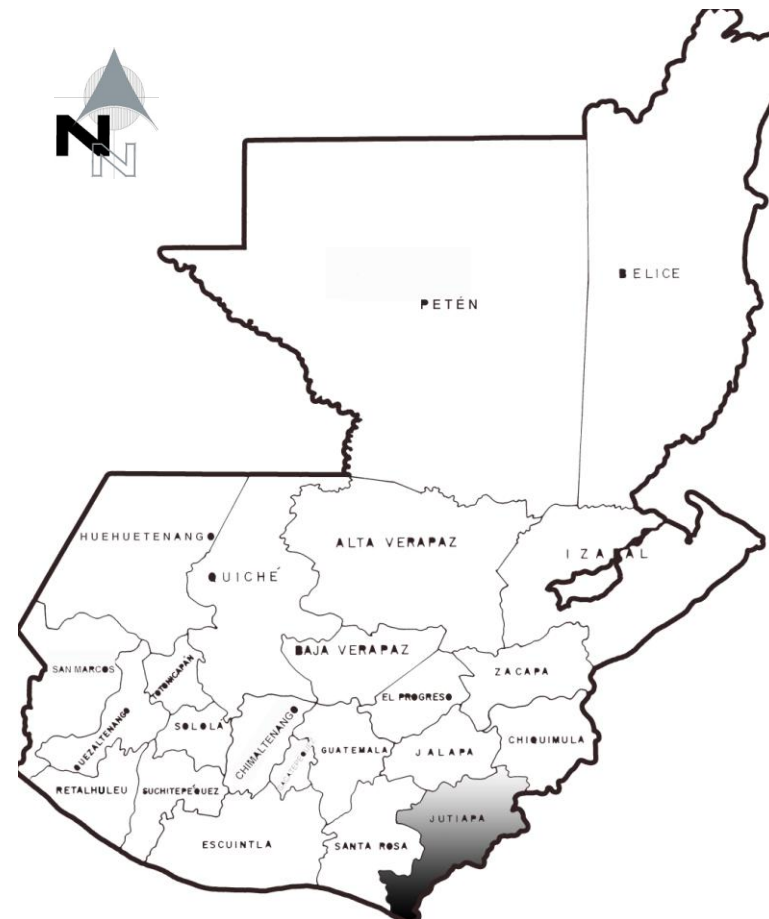 N
N
BELICE
PETÉN
HUEHUETENANGO
ALTA VERAPAZ
IZABAL
QUICHÉ
BAJA VERAPAZ
SAN MARCOS
TOTONICAPÁN
ZACAPA
EL PROGRESO
QUEZALTENANGO
SOLOLÁ
CHIMALTENANGO
GUATEMALA
JALAPA
CHIQUIMULA
RETALHULEU
SUCHITEPÉQUEZ
JUTIAPA
ESCUINTLA
SANTA ROSA